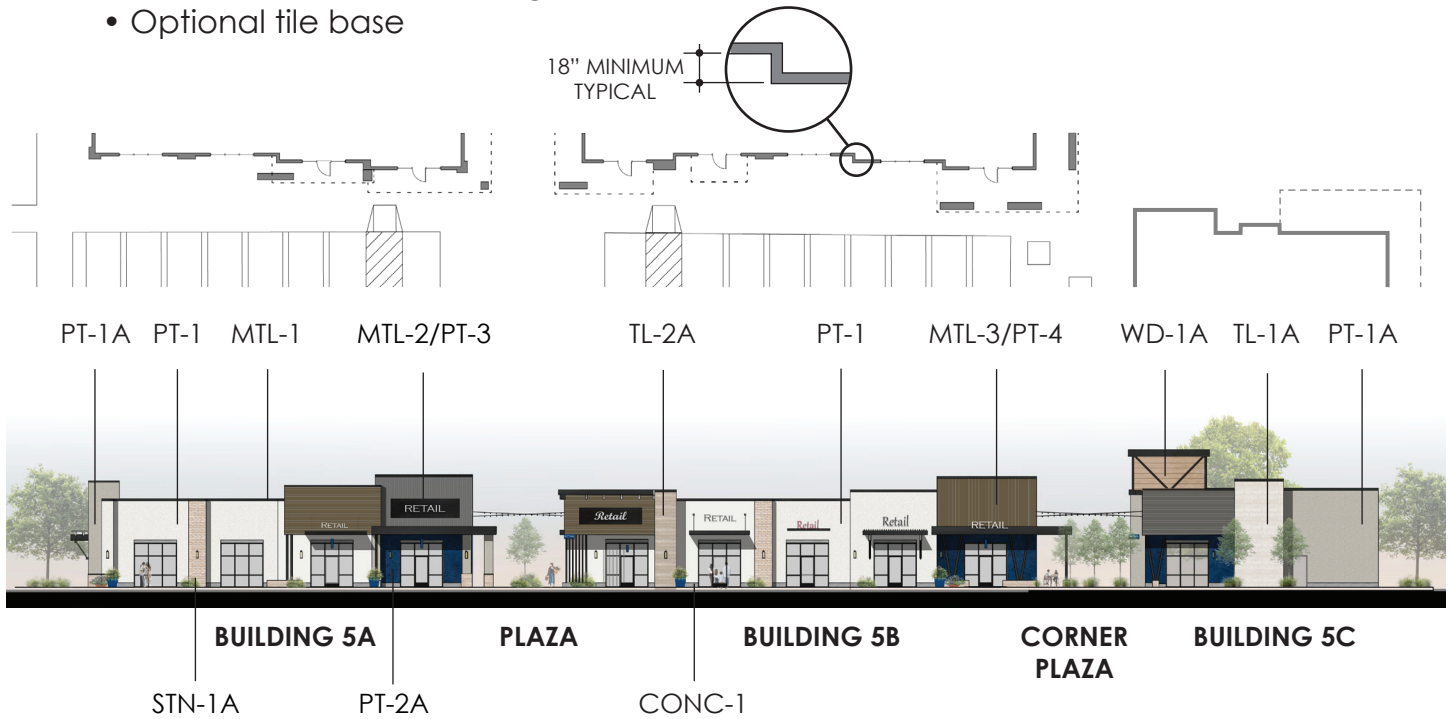 • Optional tile base
18” MINIMUM
TYPICAL
PT-1A PT-1 MTL-1 MTL-2/PT-3 TL-2A PT-1 MTL-3/PT-4 WD-1A TL-1A PT-1A
RETAIL
RETAIL
Retail
RETAIL
Retail
Retail
RETAIL
BUILDING 5A PLAZA BUILDING 5B CORNER PLAZA BUILDING 5C
STN-1A PT-2A CONC-1